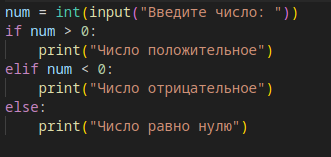 num = int(input("Введите число: "))
if num > 0:
    print("Число положительное")
elif num < 0:
    print("Число отрицательное")
else:
    print("Число равно нулю")